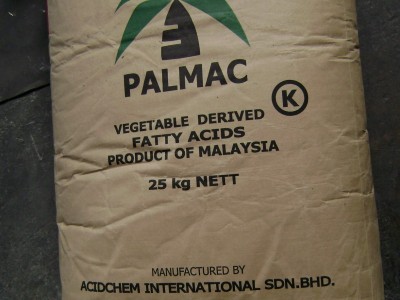 PALMAC
K
VEGETABLE DERIVED
FATTY ACIDS
PRODUCT OF MALAYSIA
25 kg NETT
MANUFACTURED BY
ACIDCHEM INTERNATIONAL SDN.BHD.